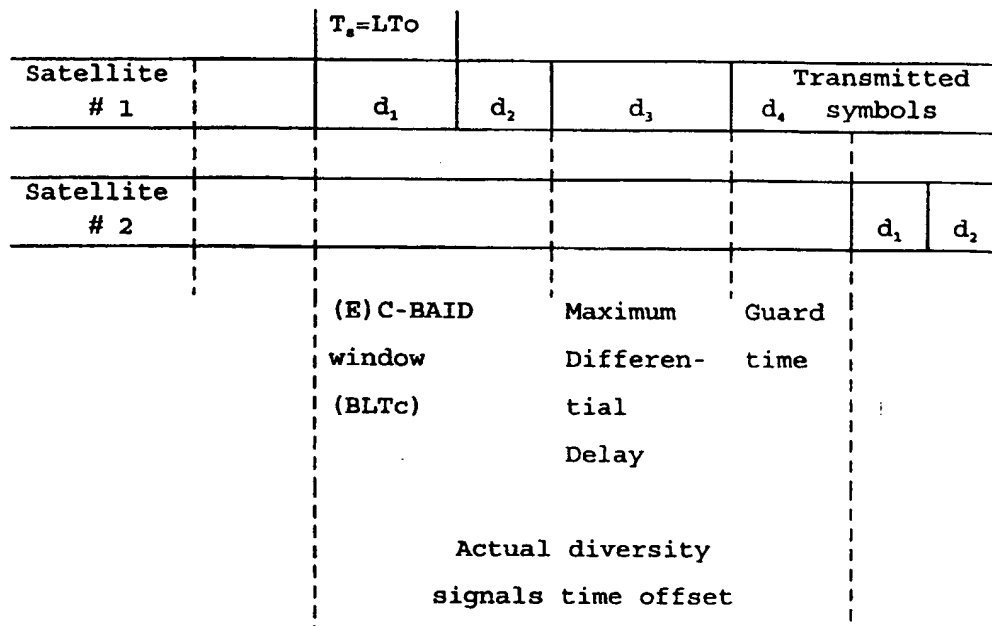 Tₛ=LTo
Satellite Transmitted
# 1 d₁ d₂ d₃ d₄ symbols
Satellite
# 2 d₁ d₂
(E)C-BAID Maximum Guard
window Differen- time
(BLTc) tial
Delay
Actual diversity
signals time offset